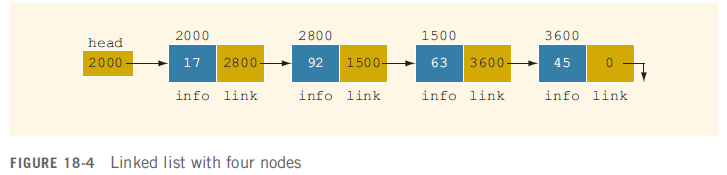 head 2000 2800 1500 3600
2000 17 2800 92 1500 63 3600 45 0
info link info link info link info link
FIGURE 18-4 Linked list with four nodes